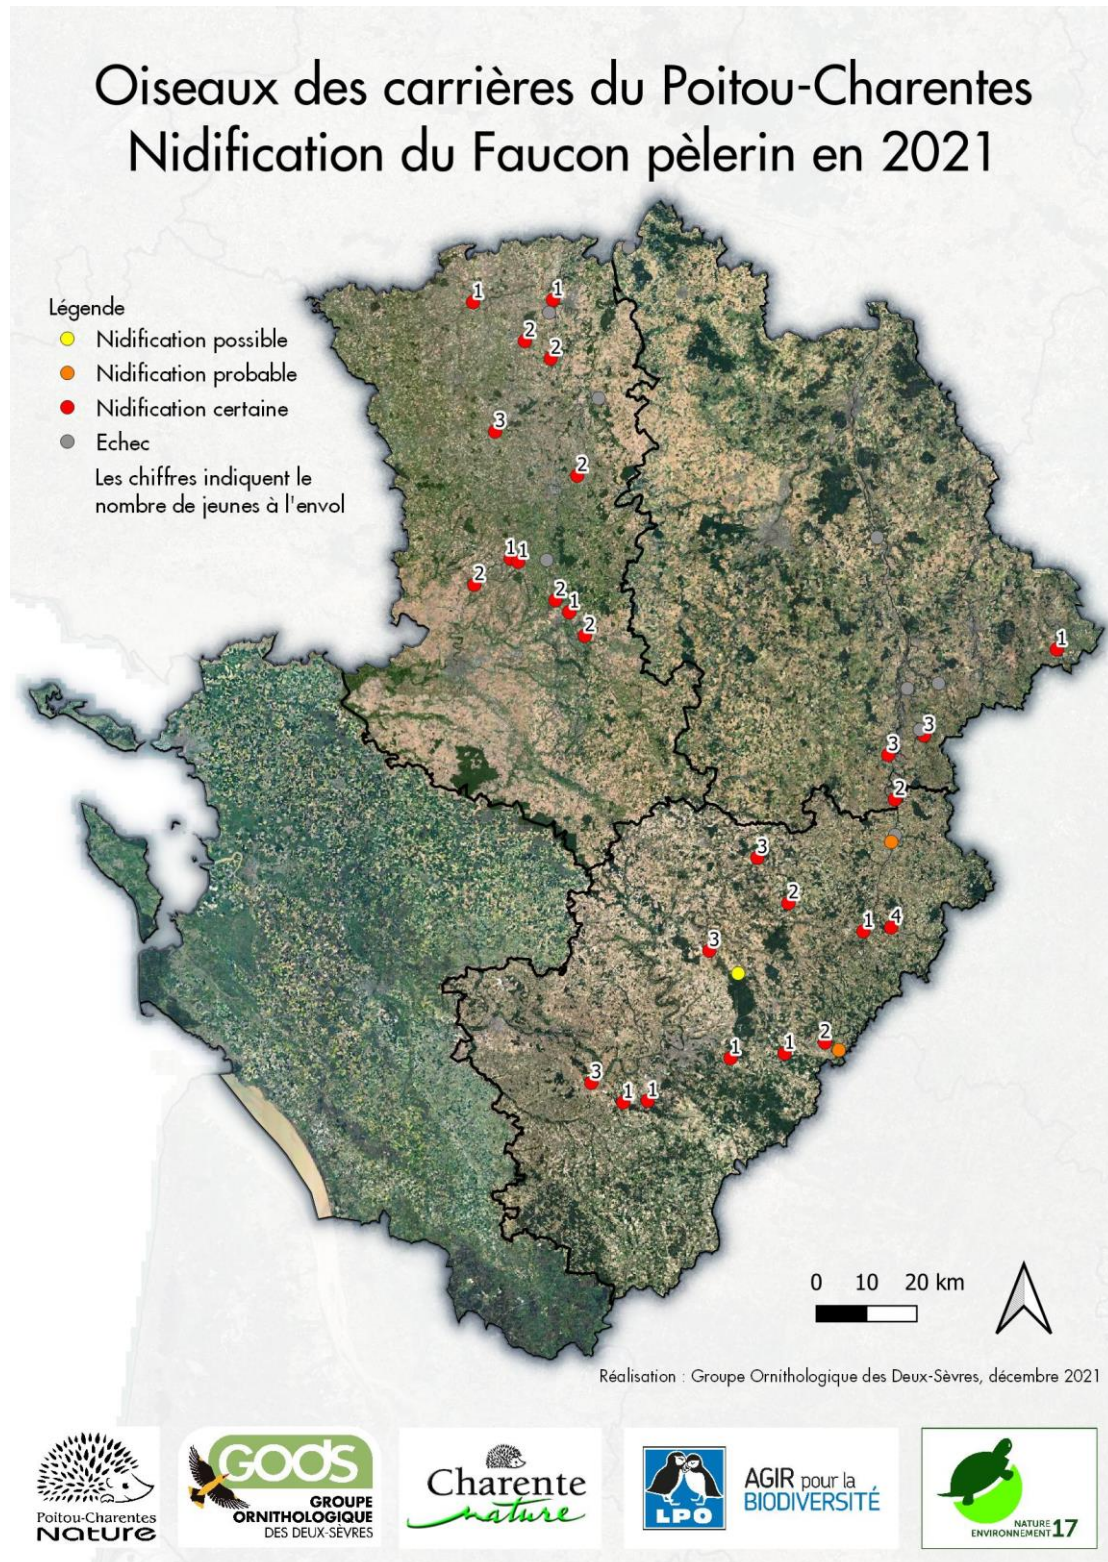 Oiseaux des carrières du Poitou-Charentes
Nidification du Faucon pèlerin en 2021
Légende
Nidification possible
Nidification probable
Nidification certaine
Echec
Les chiffres indiquent le
nombre de jeunes à l'envol
1
1
2
2
3
2
1
1
2
2
1
2
1
3
3
2
3
2
1
4
3
1
1
2
3
1
1
0 10 20 km
Réalisation : Groupe Ornithologique des Deux-Sèvres, décembre 2021
Poitou-Charentes
Nature
GODS
GROUPE
ORNITHOLOGIQUE
DES DEUX-SÈVRES
Charente
nature
LPO
AGIR pour la
BIODIVERSITÉ
NATURE
ENVIRONNEMENT 17